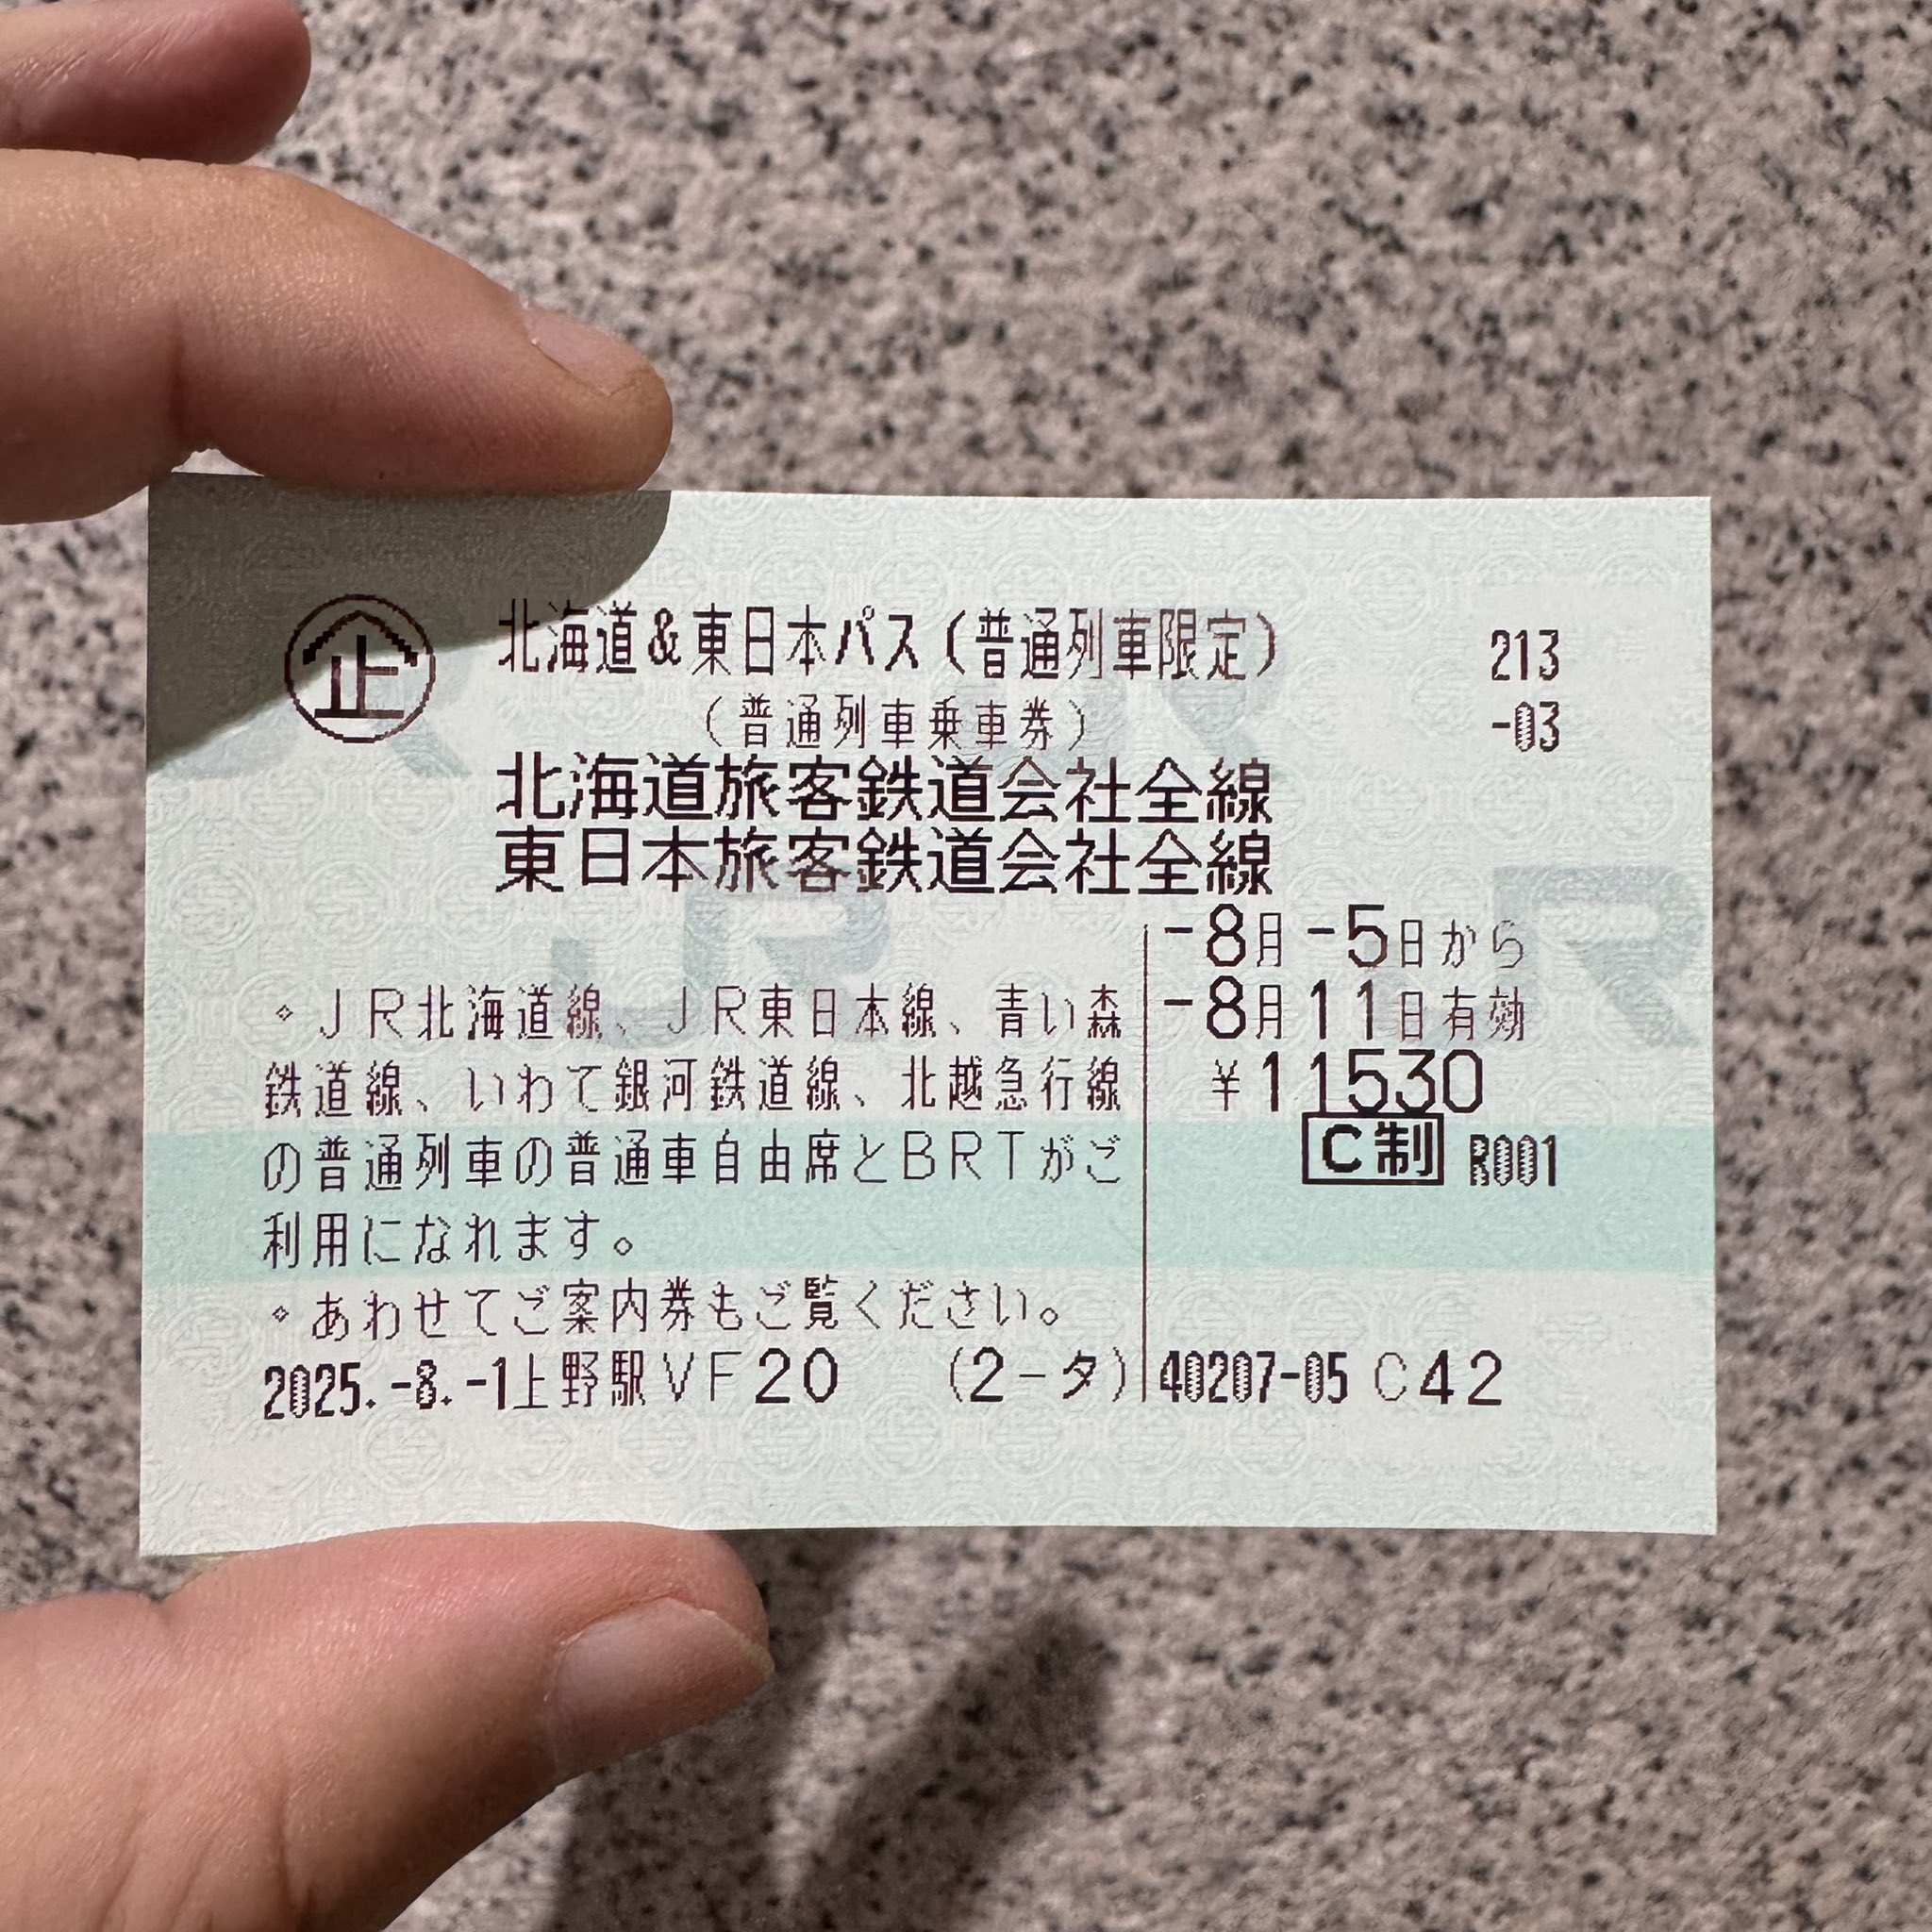 企 北海道&東日本パス(普通列車限定) 213
(普通列車乗車券) -03
北海道旅客鉄道会社全線
東日本旅客鉄道会社全線
-8月-5日から
-8月11日有効
¥11530
C制 R001
◦JR北海道線、JR東日本線、青い森
鉄道線、いわて銀河鉄道線、北越急行線
の普通列車の普通車自由席とBRTがご
利用になれます。
◦あわせてご案内券もご覧ください。
2025.-8.-1上野駅VF20 (2-タ) 40207-05 C42
JR
R